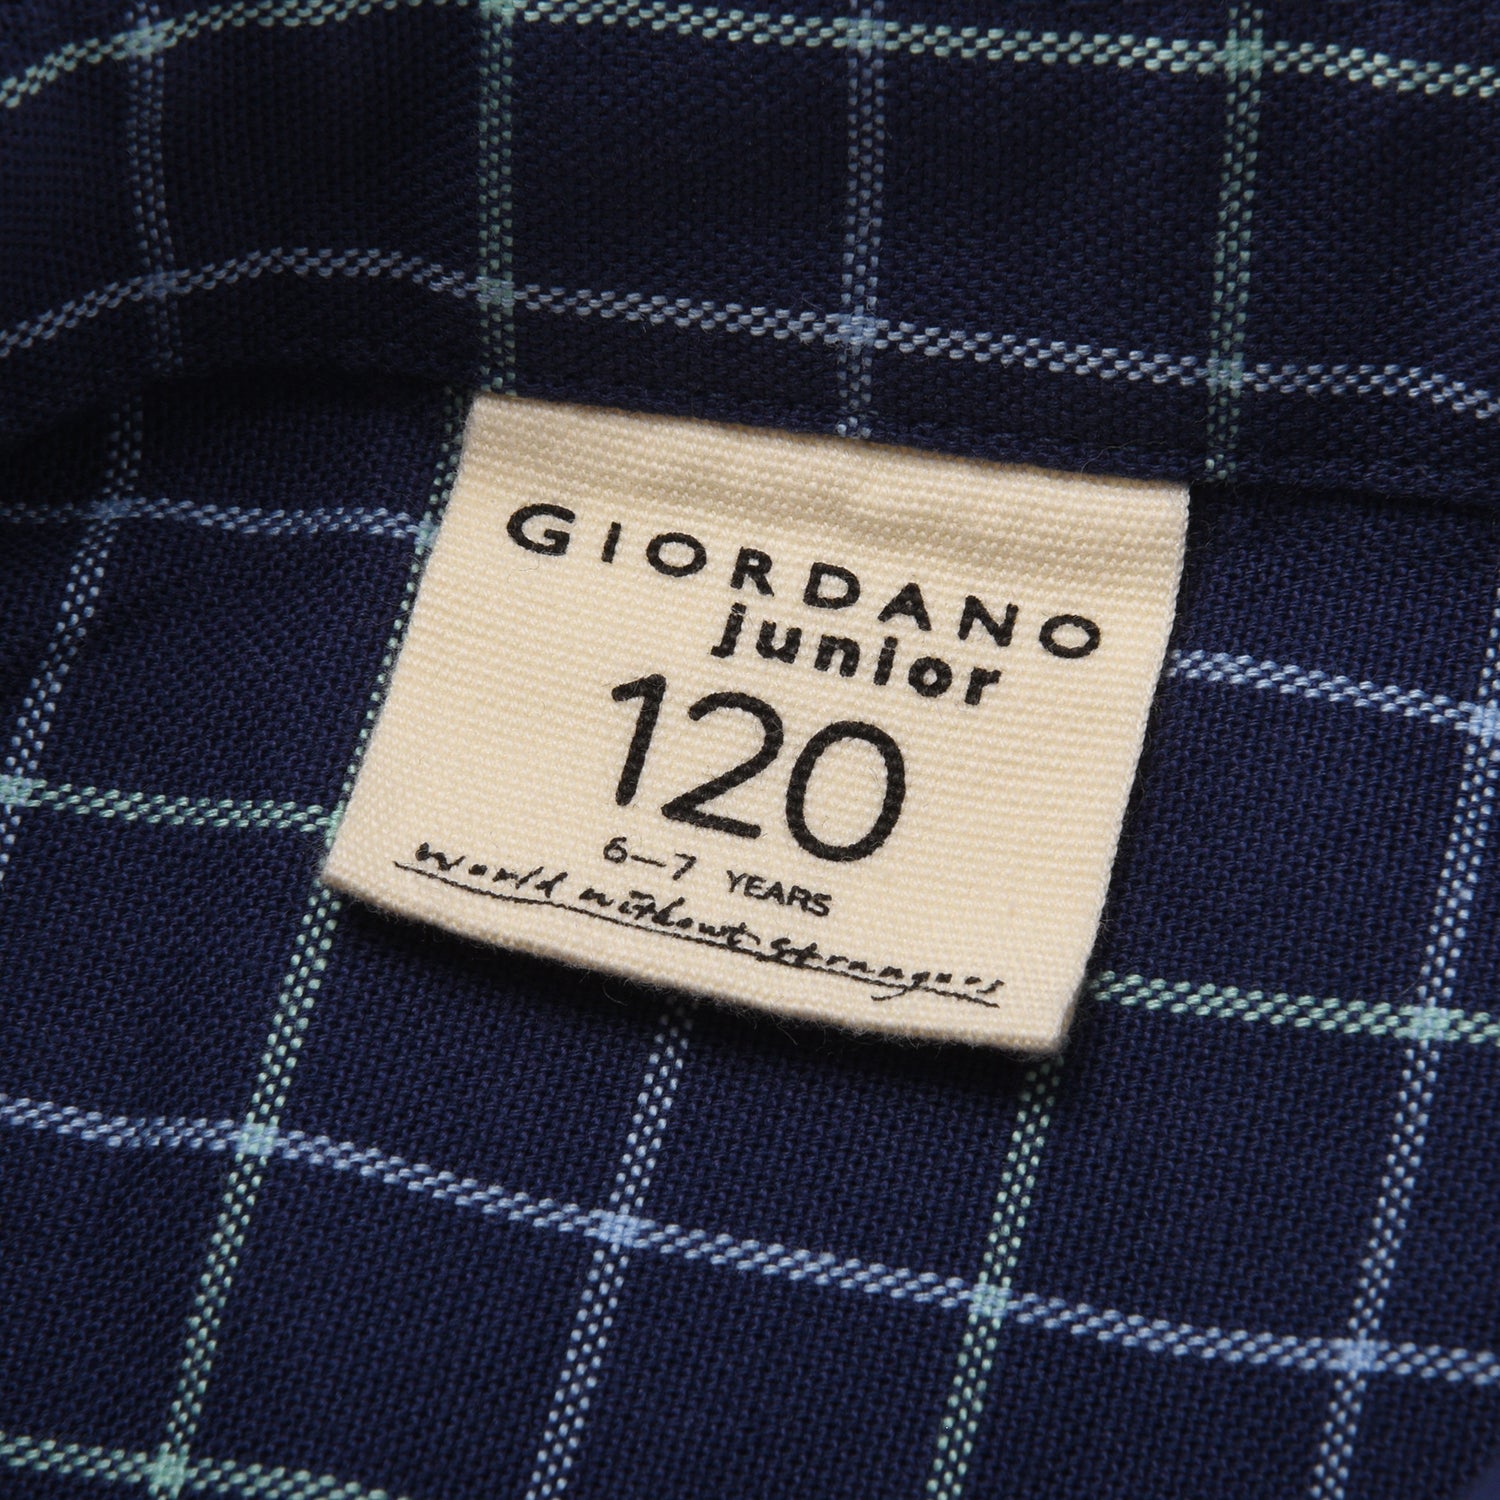 GIORDANO
junior
120
6—7 YEARS
World without strangers